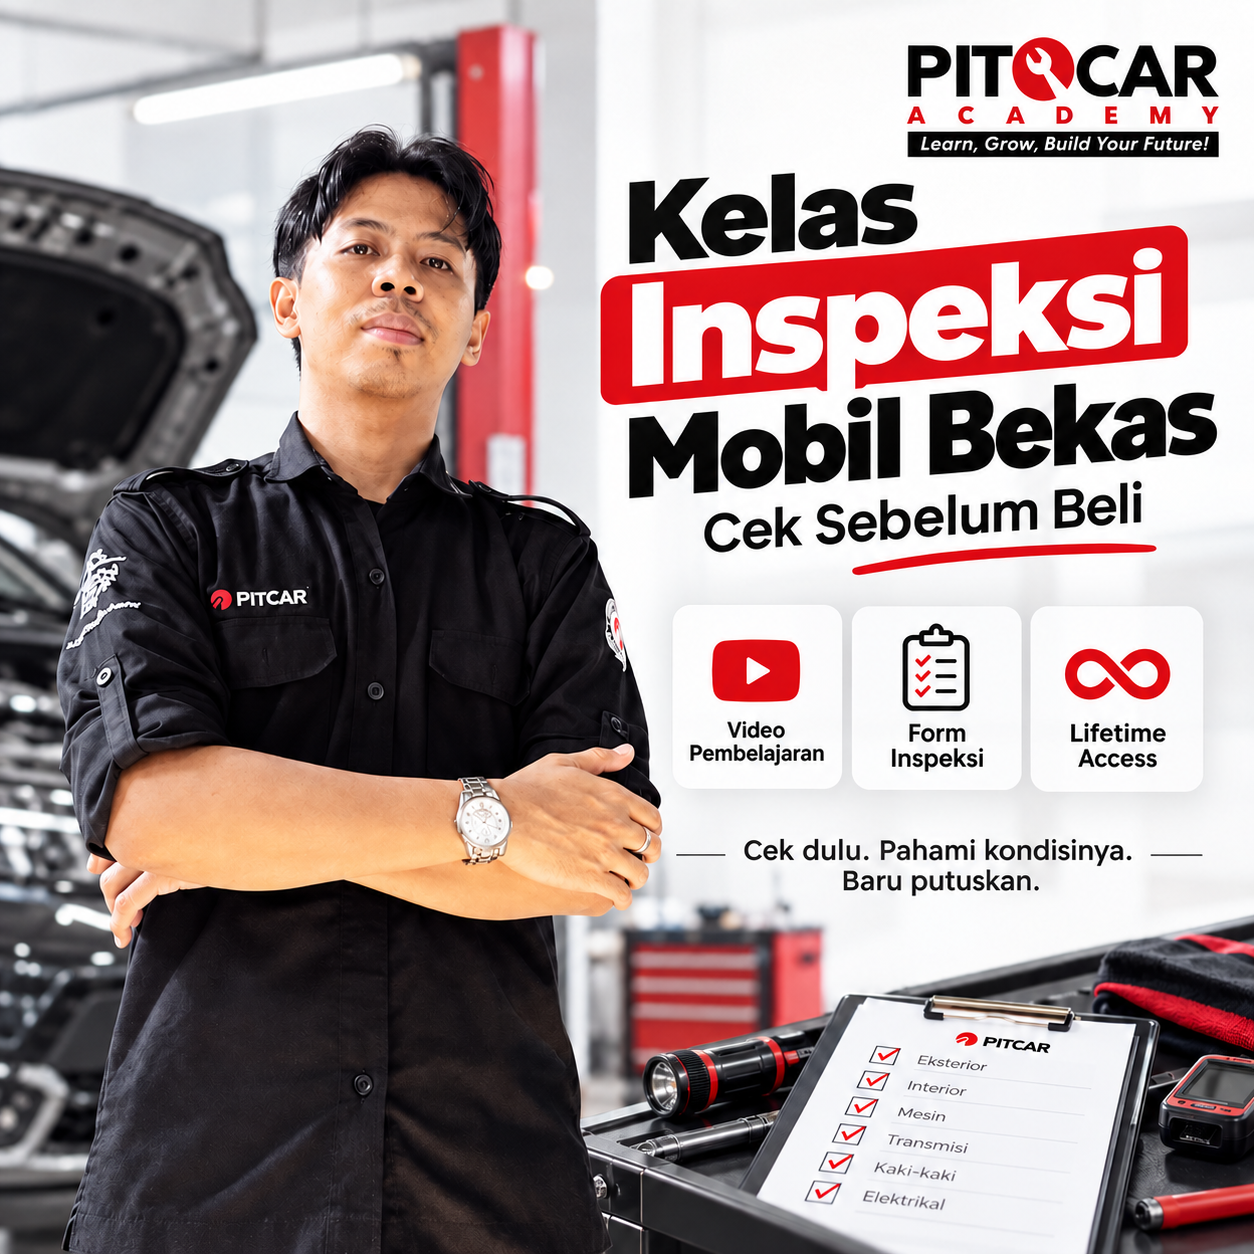 PITCAR
ACADEMY
Learn, Grow, Build Your Future!
Kelas
Inspeksi
Mobil Bekas
Cek Sebelum Beli
Video
Pembelajaran
Form
Inspeksi
Lifetime
Access
Cek dulu. Pahami kondisinya.
Baru putuskan.
PITCAR
PITCAR
Eksterior
Interior
Mesin
Transmisi
Kaki-kaki
Elektrikal